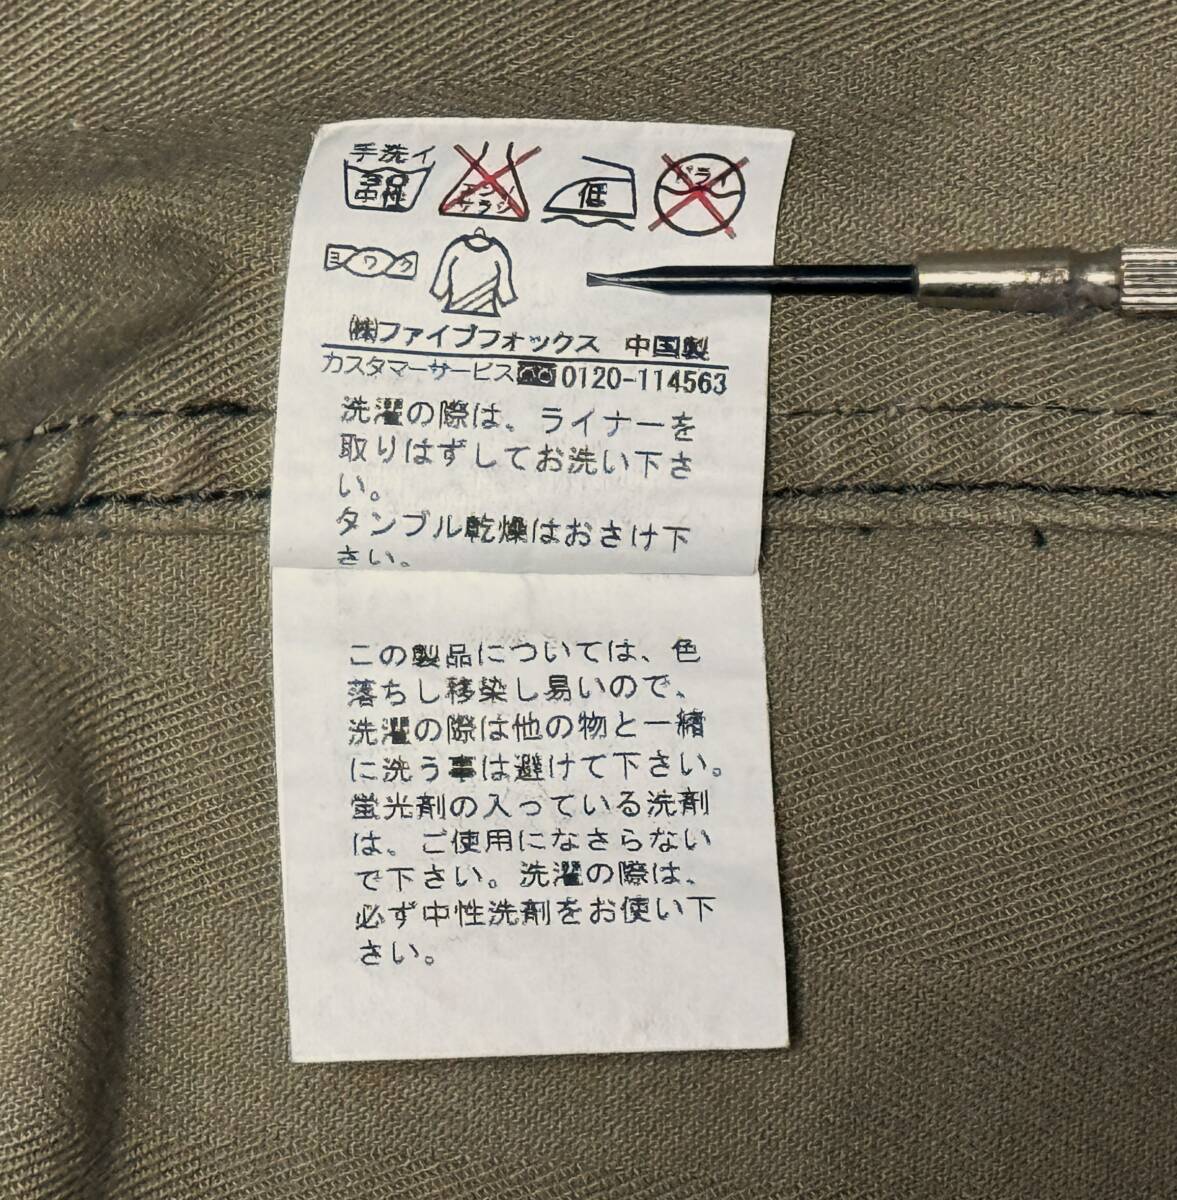 手洗イ
中性
エンソ
サラシ
低
ドライ
ヨワク
㈱ファイブフォックス 中国製
カスタマーサービス 0120-114563
洗濯の際は、ライナーを
取りはずしてお洗い下さ
い。
タンブル乾燥はおさけ下
さい。
この製品については、色
落ちし移染し易いので、
洗濯の際は他の物と一緒
に洗う事は避けて下さい。
蛍光剤の入っている洗剤
は、ご使用になさらない
で下さい。洗濯の際は、
必ず中性洗剤をお使い下
さい。